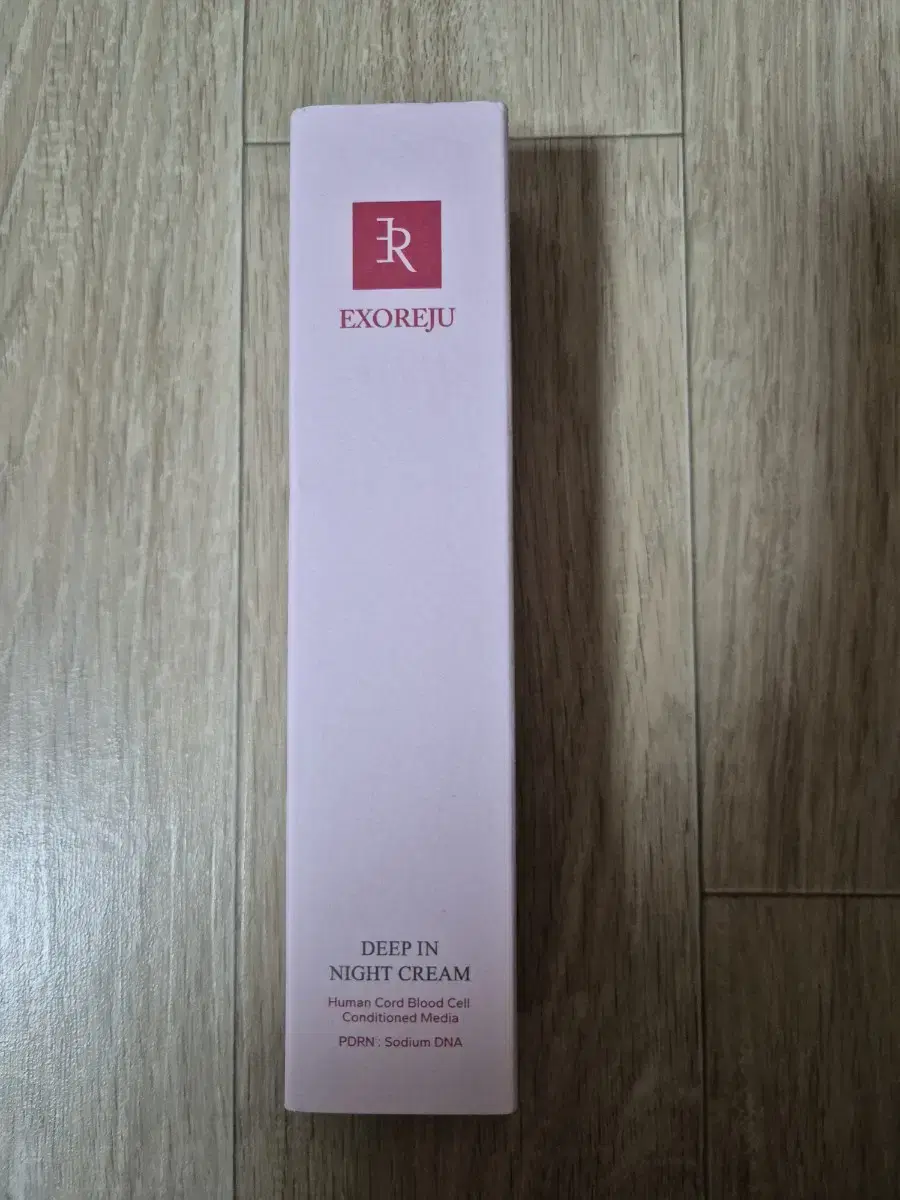 ER
EXOREJU
DEEP IN
NIGHT CREAM
Human Cord Blood Cell
Conditioned Media
PDRN : Sodium DNA